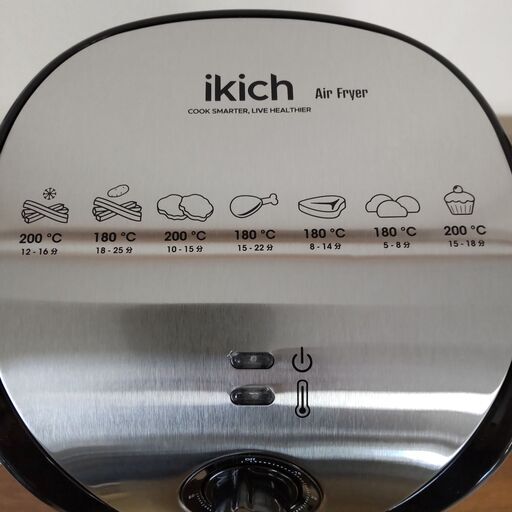 ikich Air Fryer
COOK SMARTER, LIVE HEALTHIER
200 °C 180 °C 200 °C 180 °C 180 °C 180 °C 200 °C
12 - 16 分 18 - 25 分 10 - 15 分 15 - 22 分 8 - 14 分 5 - 8 分 15 - 18 分